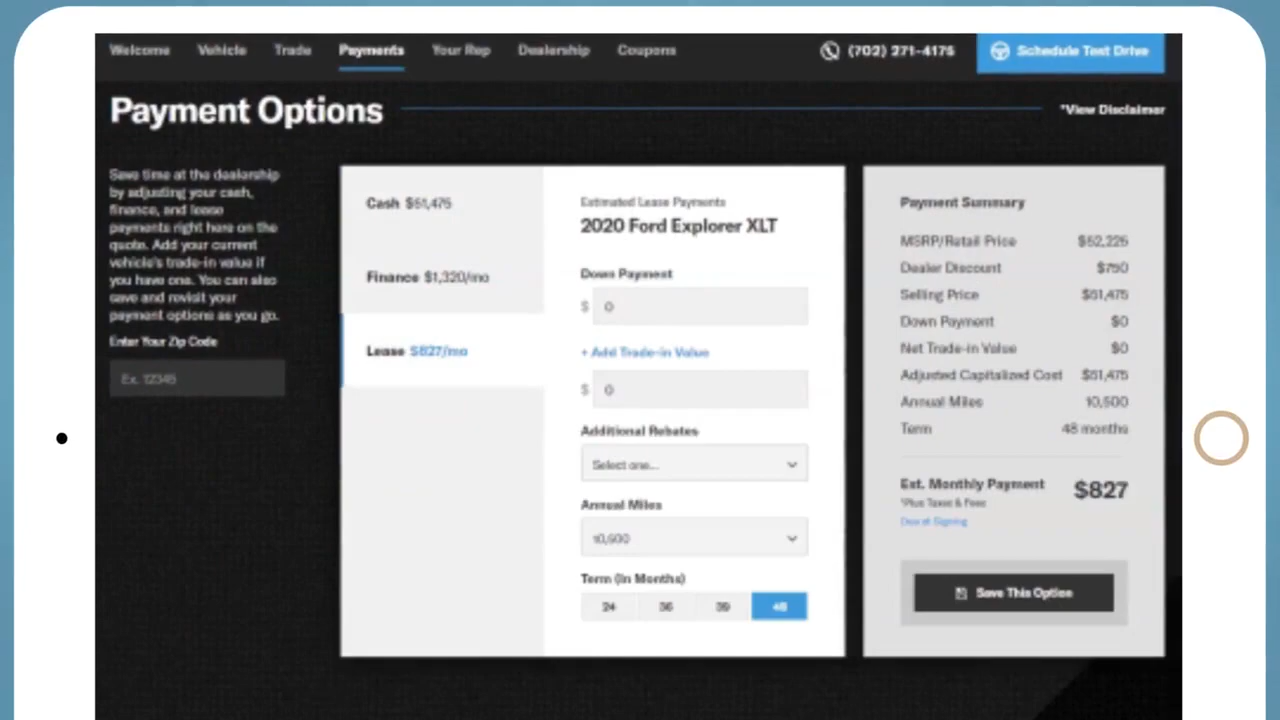 Welcome Vehicle Trade Payments Your Rep Dealership Coupons (702) 271-4175 Schedule Test Drive
Payment Options
*View Disclaimer
Save time at the dealership
by adjusting your cash,
finance, and lease
payments right here on the
quote. Add your current
vehicle's trade-in value if
you have one. You can also
save and revisit your
payment options as you go.
Enter Your Zip Code
Ex. 12345
Cash $51,475
Finance $1,320/mo
Lease $827/mo
Estimated Lease Payments
2020 Ford Explorer XLT
Down Payment
$ 0
+ Add Trade-in Value
$ 0
Additional Rebates
Select one...
Annual Miles
10,500
Term (In Months)
24 36 39 48
Payment Summary
MSRP/Retail Price $52,225
Dealer Discount $750
Selling Price $51,475
Down Payment $0
Net Trade-in Value $0
Adjusted Capitalized Cost $51,475
Annual Miles 10,500
Term 48 months
Est. Monthly Payment $827
*Plus Taxes & Fees
Due at Signing
Save This Option